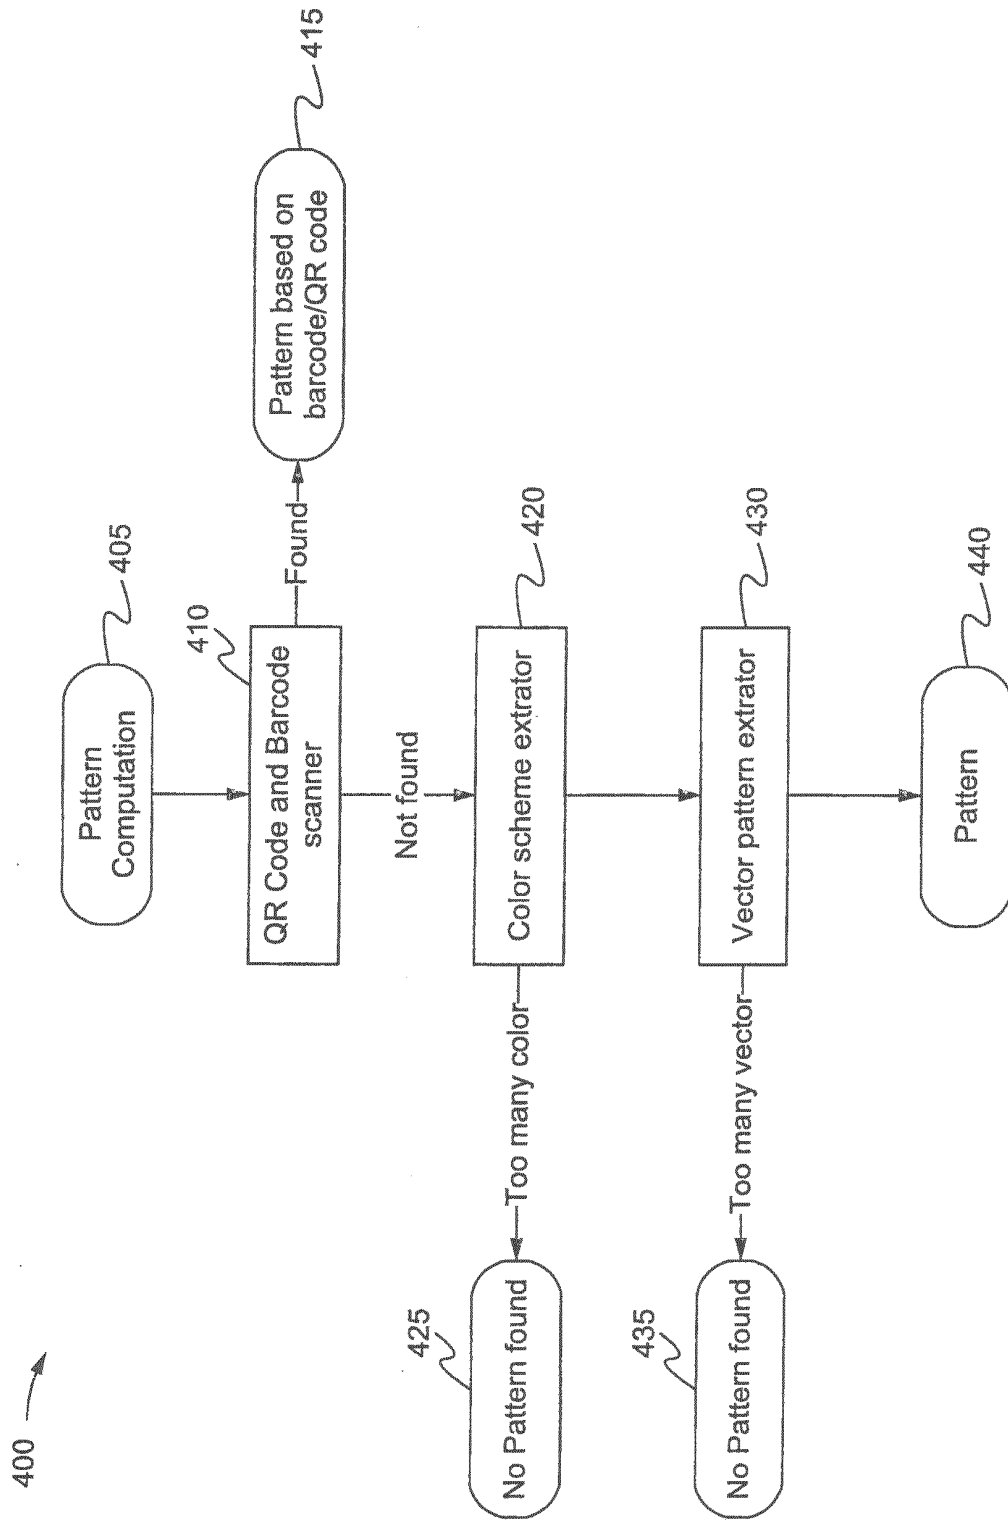 400
Pattern
Computation
405
QR Code and Barcode
scanner
410
Found
Pattern based on
barcode/QR code
415
Not found
Color scheme extrator
420
Too many color
No Pattern found
425
Vector pattern extrator
430
Too many vector
No Pattern found
435
Pattern
440